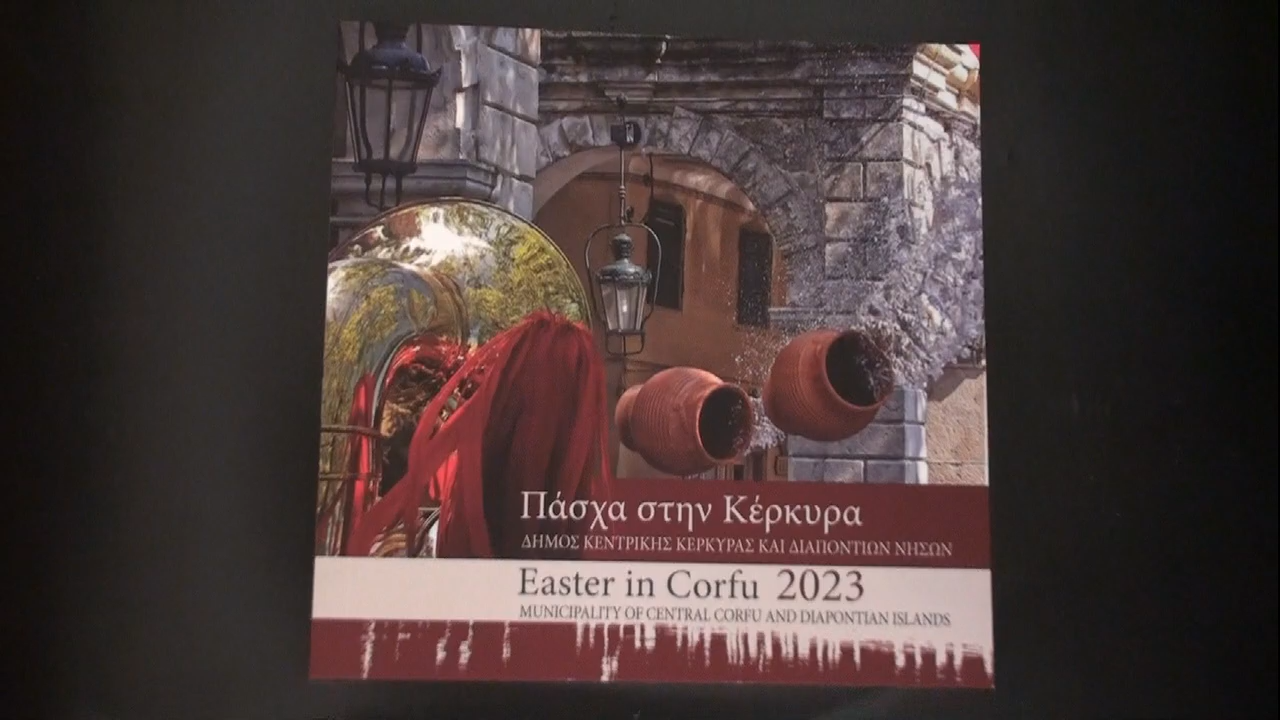 Πάσχα στην Κέρκυρα
ΔΗΜΟΣ ΚΕΝΤΡΙΚΗΣ ΚΕΡΚΥΡΑΣ ΚΑΙ ΔΙΑΠΟΝΤΙΩΝ ΝΗΣΩΝ
Easter in Corfu 2023
MUNICIPALITY OF CENTRAL CORFU AND DIAPONTIAN ISLANDS